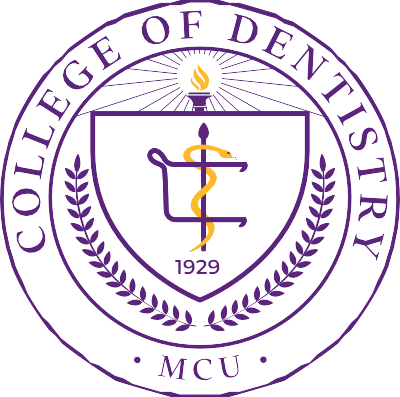 COLLEGE OF DENTISTRY
1929
• MCU •